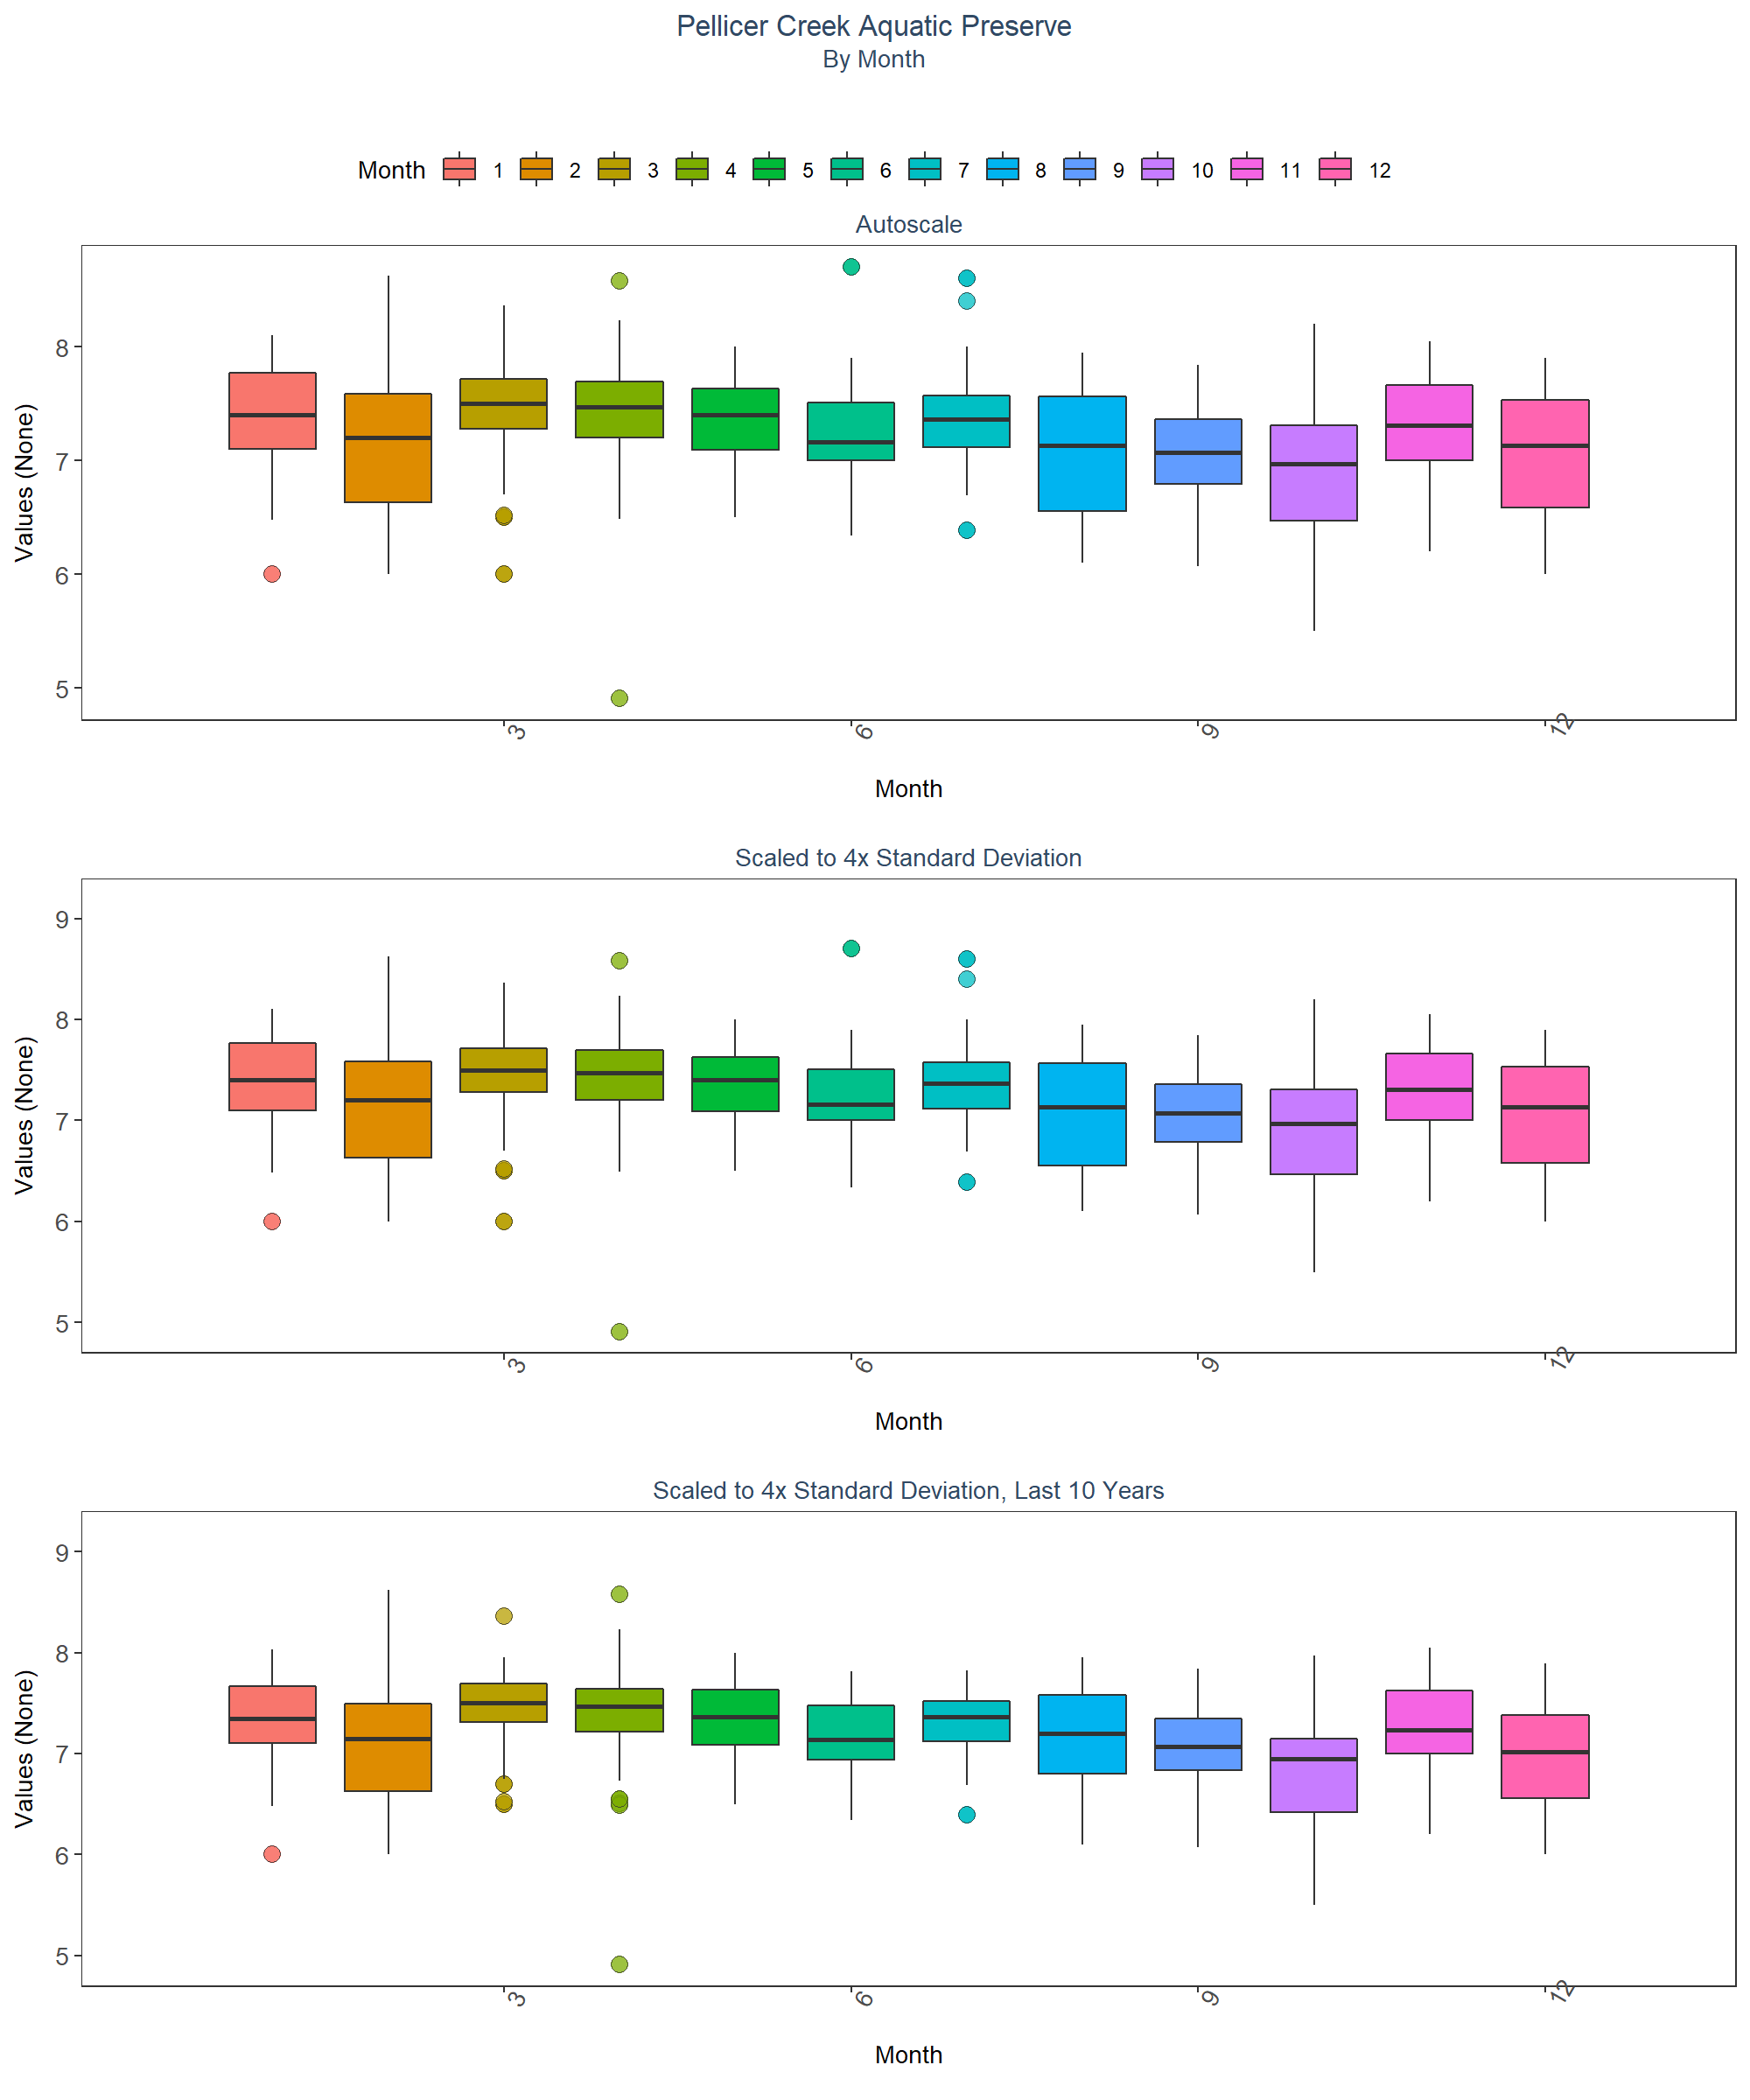 Pellicer Creek Aquatic Preserve
By Month
Month 1 2 3 4 5 6 7 8 9 10 11 12
Autoscale
Values (None)
8
7
6
5
3 6 9 12
Month
Scaled to 4x Standard Deviation
Values (None)
9
8
7
6
5
3 6 9 12
Month
Scaled to 4x Standard Deviation, Last 10 Years
Values (None)
9
8
7
6
5
3 6 9 12
Month